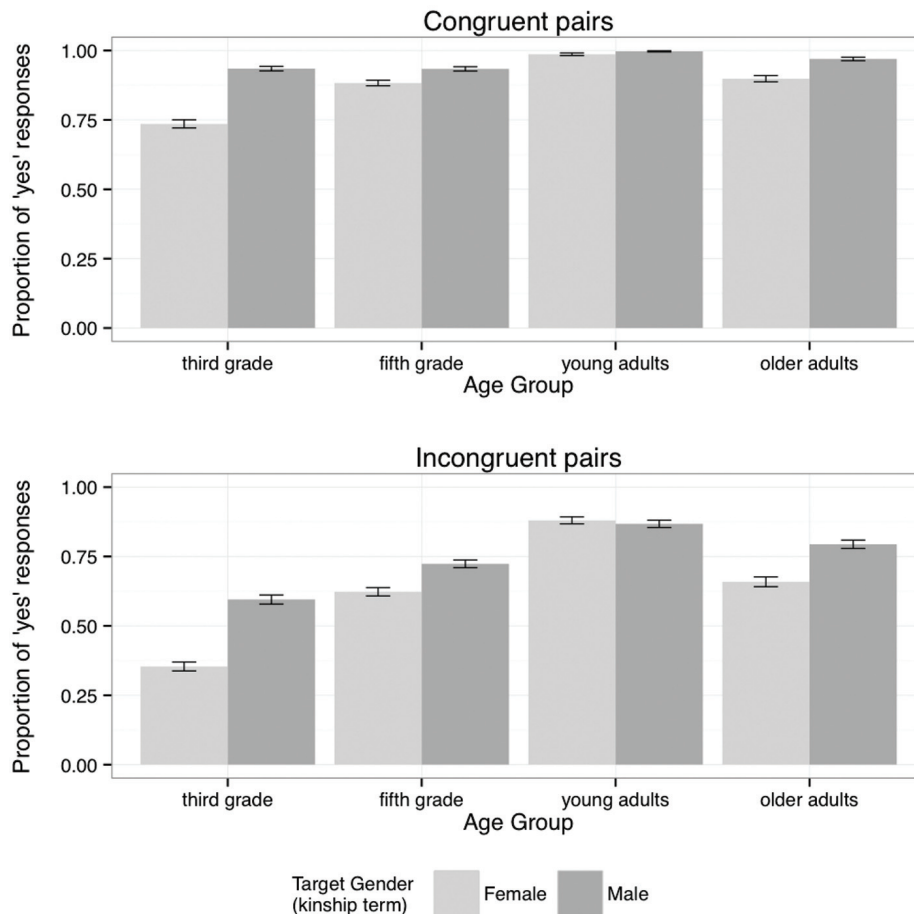 Congruent pairs
Proportion of 'yes' responses
1.00
0.75
0.50
0.25
0.00
third grade fifth grade young adults older adults
Age Group
Incongruent pairs
Proportion of 'yes' responses
1.00
0.75
0.50
0.25
0.00
third grade fifth grade young adults older adults
Age Group
Target Gender
(kinship term)
Female
Male